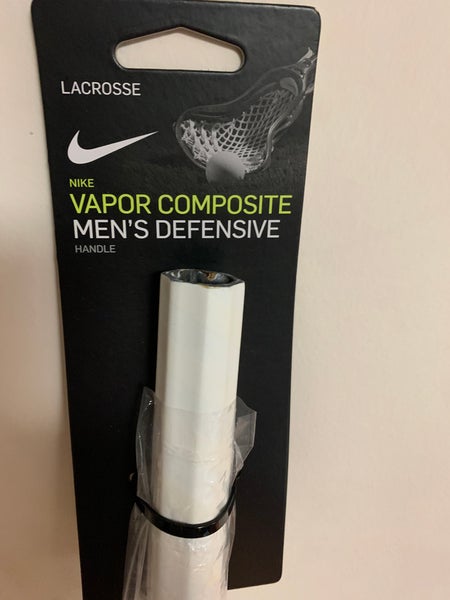 LACROSSE
NIKE
VAPOR COMPOSITE
MEN'S DEFENSIVE
HANDLE